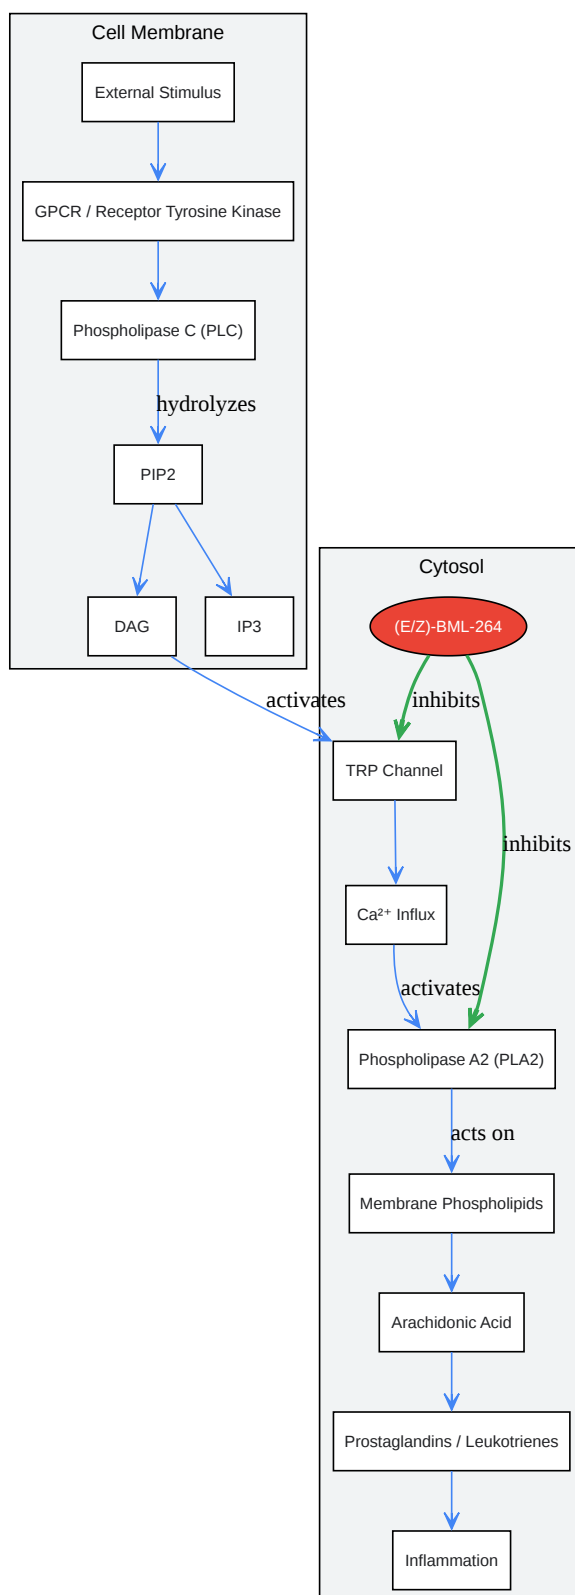 Cell Membrane
External Stimulus
GPCR / Receptor Tyrosine Kinase
Phospholipase C (PLC)
hydrolyzes
PIP2
DAG
IP3
Cytosol
(E/Z)-BML-264
activates
inhibits
TRP Channel
inhibits
Ca²⁺ Influx
activates
Phospholipase A2 (PLA2)
acts on
Membrane Phospholipids
Arachidonic Acid
Prostaglandins / Leukotrienes
Inflammation